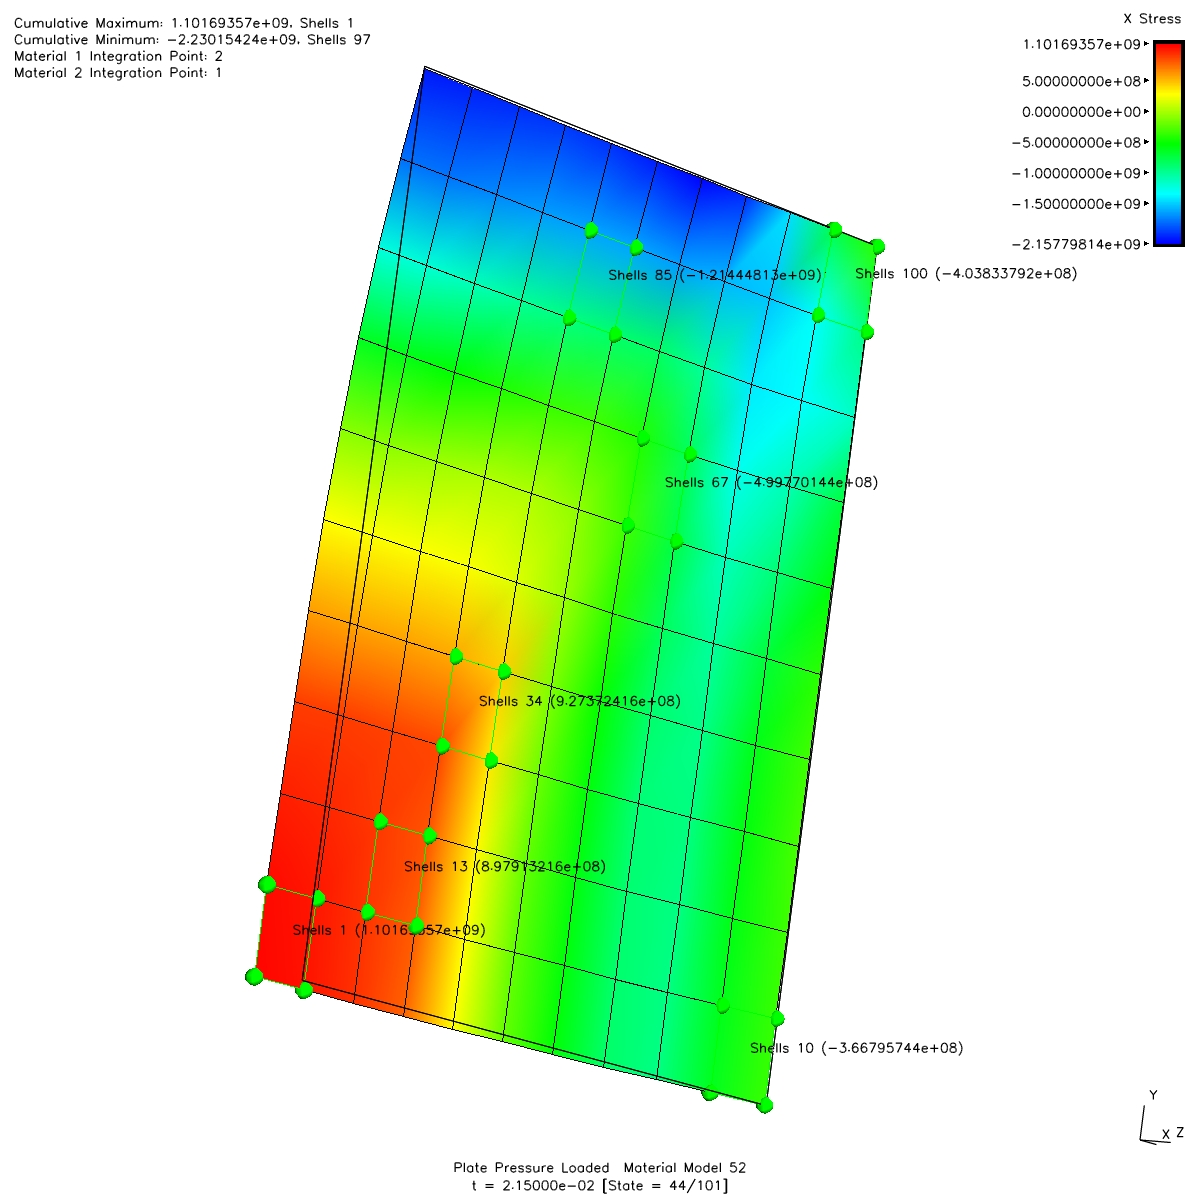 Cumulative Maximum: 1.10169357e+09, Shells 1
Cumulative Minimum: -2.23015424e+09, Shells 97
Material 1 Integration Point: 2
Material 2 Integration Point: 1
X Stress
1.10169357e+09
5.00000000e+08
0.00000000e+00
-5.00000000e+08
-1.00000000e+09
-1.50000000e+09
-2.15779814e+09
Shells 85 (-1.21444813e+09)
Shells 100 (-4.03833792e+08)
Shells 67 (-4.99770144e+08)
Shells 34 (9.27372416e+08)
Shells 13 (8.97913216e+08)
Shells 1 (1.10169357e+09)
Shells 10 (-3.66795744e+08)
Y
X Z
Plate Pressure Loaded Material Model 52
t = 2.15000e-02 [State = 44/101]